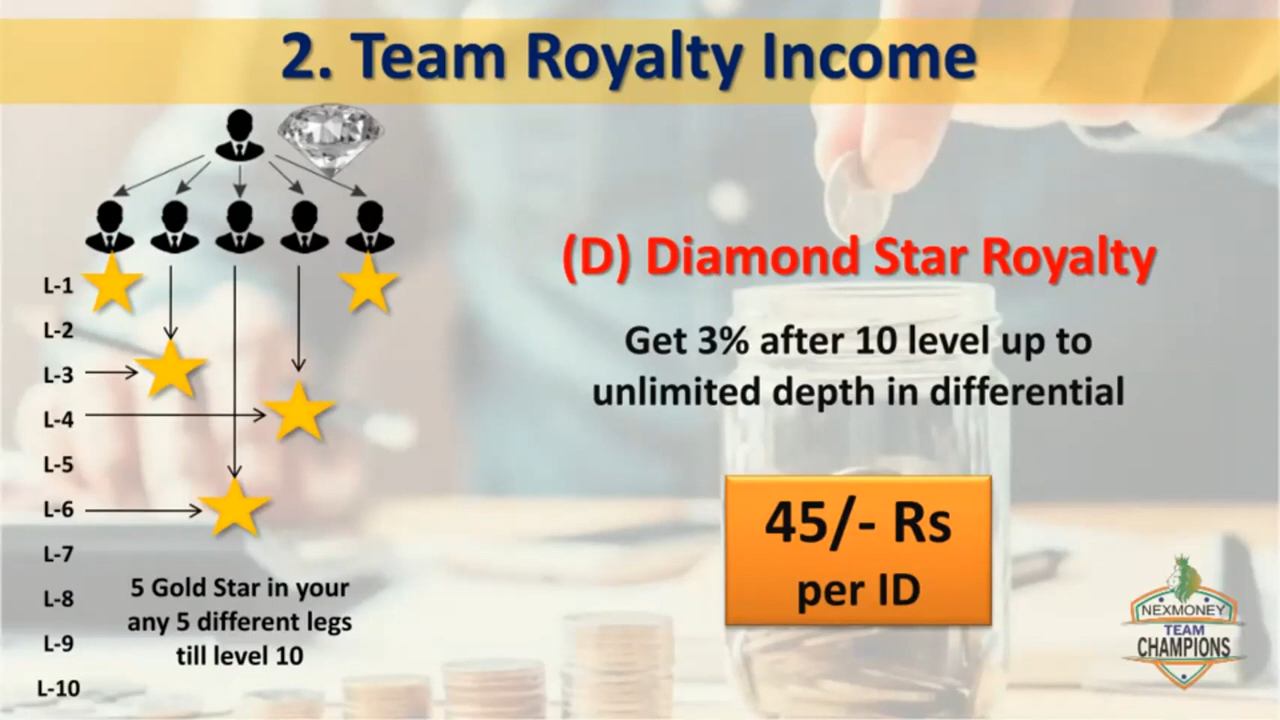 2. Team Royalty Income
L-1
L-2
L-3
L-4
L-5
L-6
L-7
L-8
L-9
L-10
5 Gold Star in your
any 5 different legs
till level 10
(D) Diamond Star Royalty
Get 3% after 10 level up to
unlimited depth in differential
45/- Rs
per ID
NEXMONEY
TEAM
CHAMPIONS